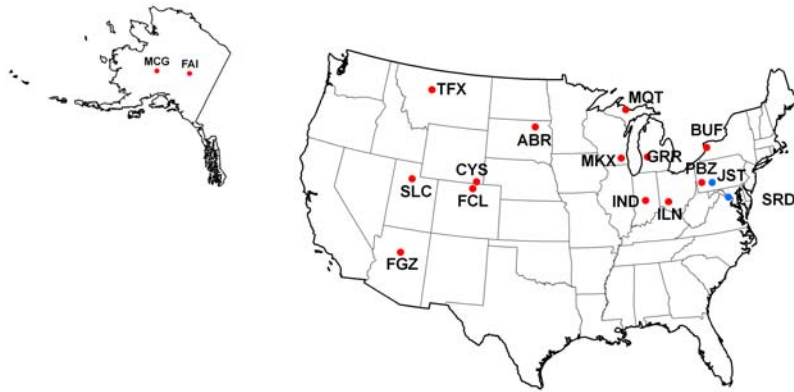 MCG
FAI
TFX
MQT
ABR
BUF
MKX
GRR
PBZ
JST
CYS
SLC
FCL
IND
ILN
SRD
FGZ